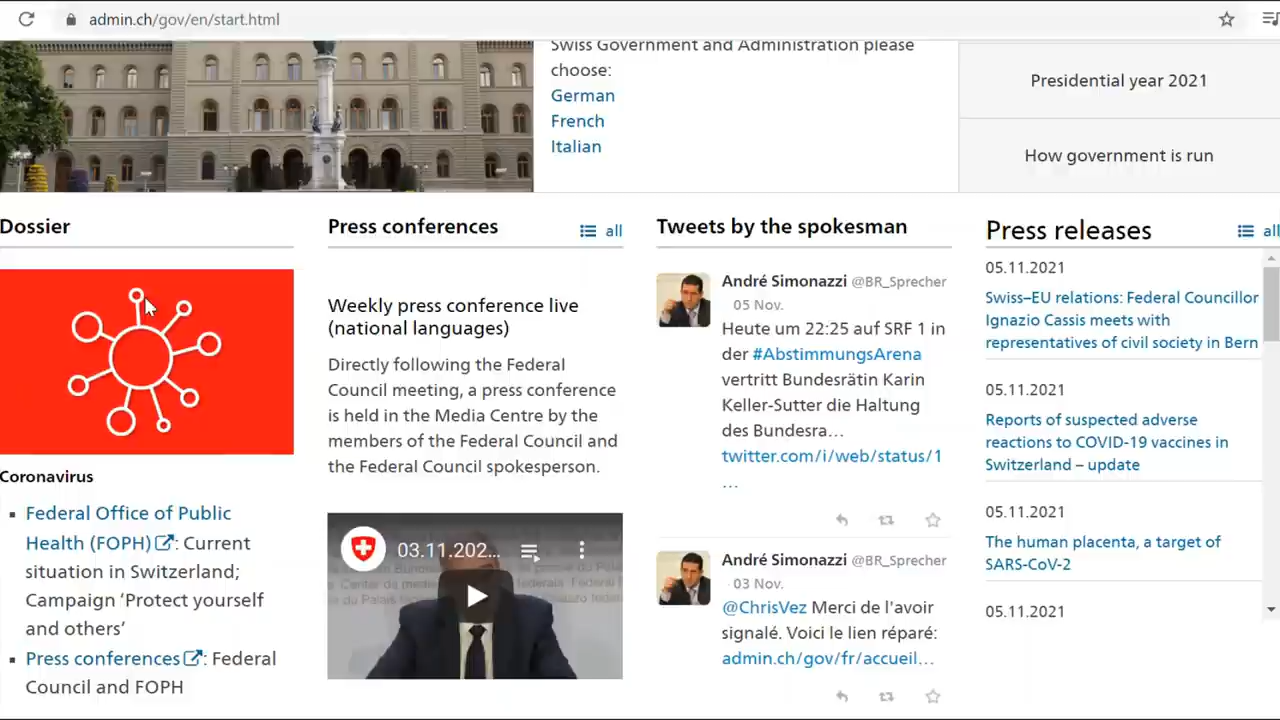 admin.ch/gov/en/start.html
Swiss Government and Administration please
choose:
German
French
Italian
Presidential year 2021
How government is run
Dossier
Coronavirus
Federal Office of Public
Health (FOPH): Current
situation in Switzerland;
Campaign ‘Protect yourself
and others’
Press conferences: Federal
Council and FOPH
Press conferences
all
Weekly press conference live
(national languages)
Directly following the Federal
Council meeting, a press conference
is held in the Media Centre by the
members of the Federal Council and
the Federal Council spokesperson.
03.11.202...
Tweets by the spokesman
André Simonazzi @BR_Sprecher
· 05 Nov.
Heute um 22:25 auf SRF 1 in
der #AbstimmungsArena
vertritt Bundesrätin Karin
Keller-Sutter die Haltung
des Bundesra…
twitter.com/i/web/status/1
…
André Simonazzi @BR_Sprecher
· 03 Nov.
@ChrisVez Merci de l'avoir
signalé. Voici le lien réparé:
admin.ch/gov/fr/accueil…
Press releases
all
05.11.2021
Swiss–EU relations: Federal Councillor
Ignazio Cassis meets with
representatives of civil society in Bern
05.11.2021
Reports of suspected adverse
reactions to COVID-19 vaccines in
Switzerland – update
05.11.2021
The human placenta, a target of
SARS-CoV-2
05.11.2021